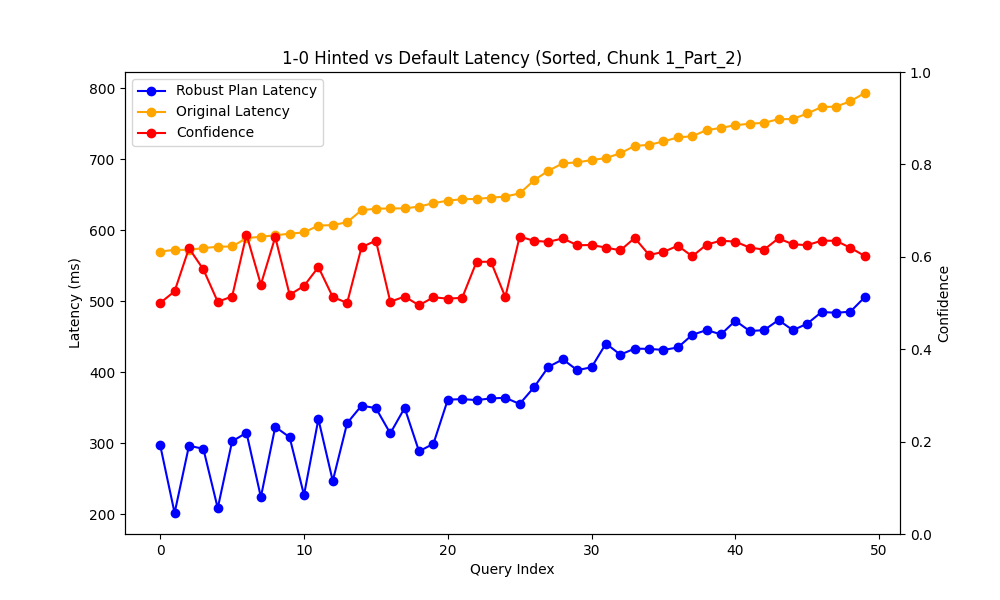 1-0 Hinted vs Default Latency (Sorted, Chunk 1_Part_2)
Robust Plan Latency
Original Latency
Confidence
800
700
600
500
400
300
200
Latency (ms)
1.0
0.8
0.6
0.4
0.2
0.0
Confidence
0 10 20 30 40 50
Query Index